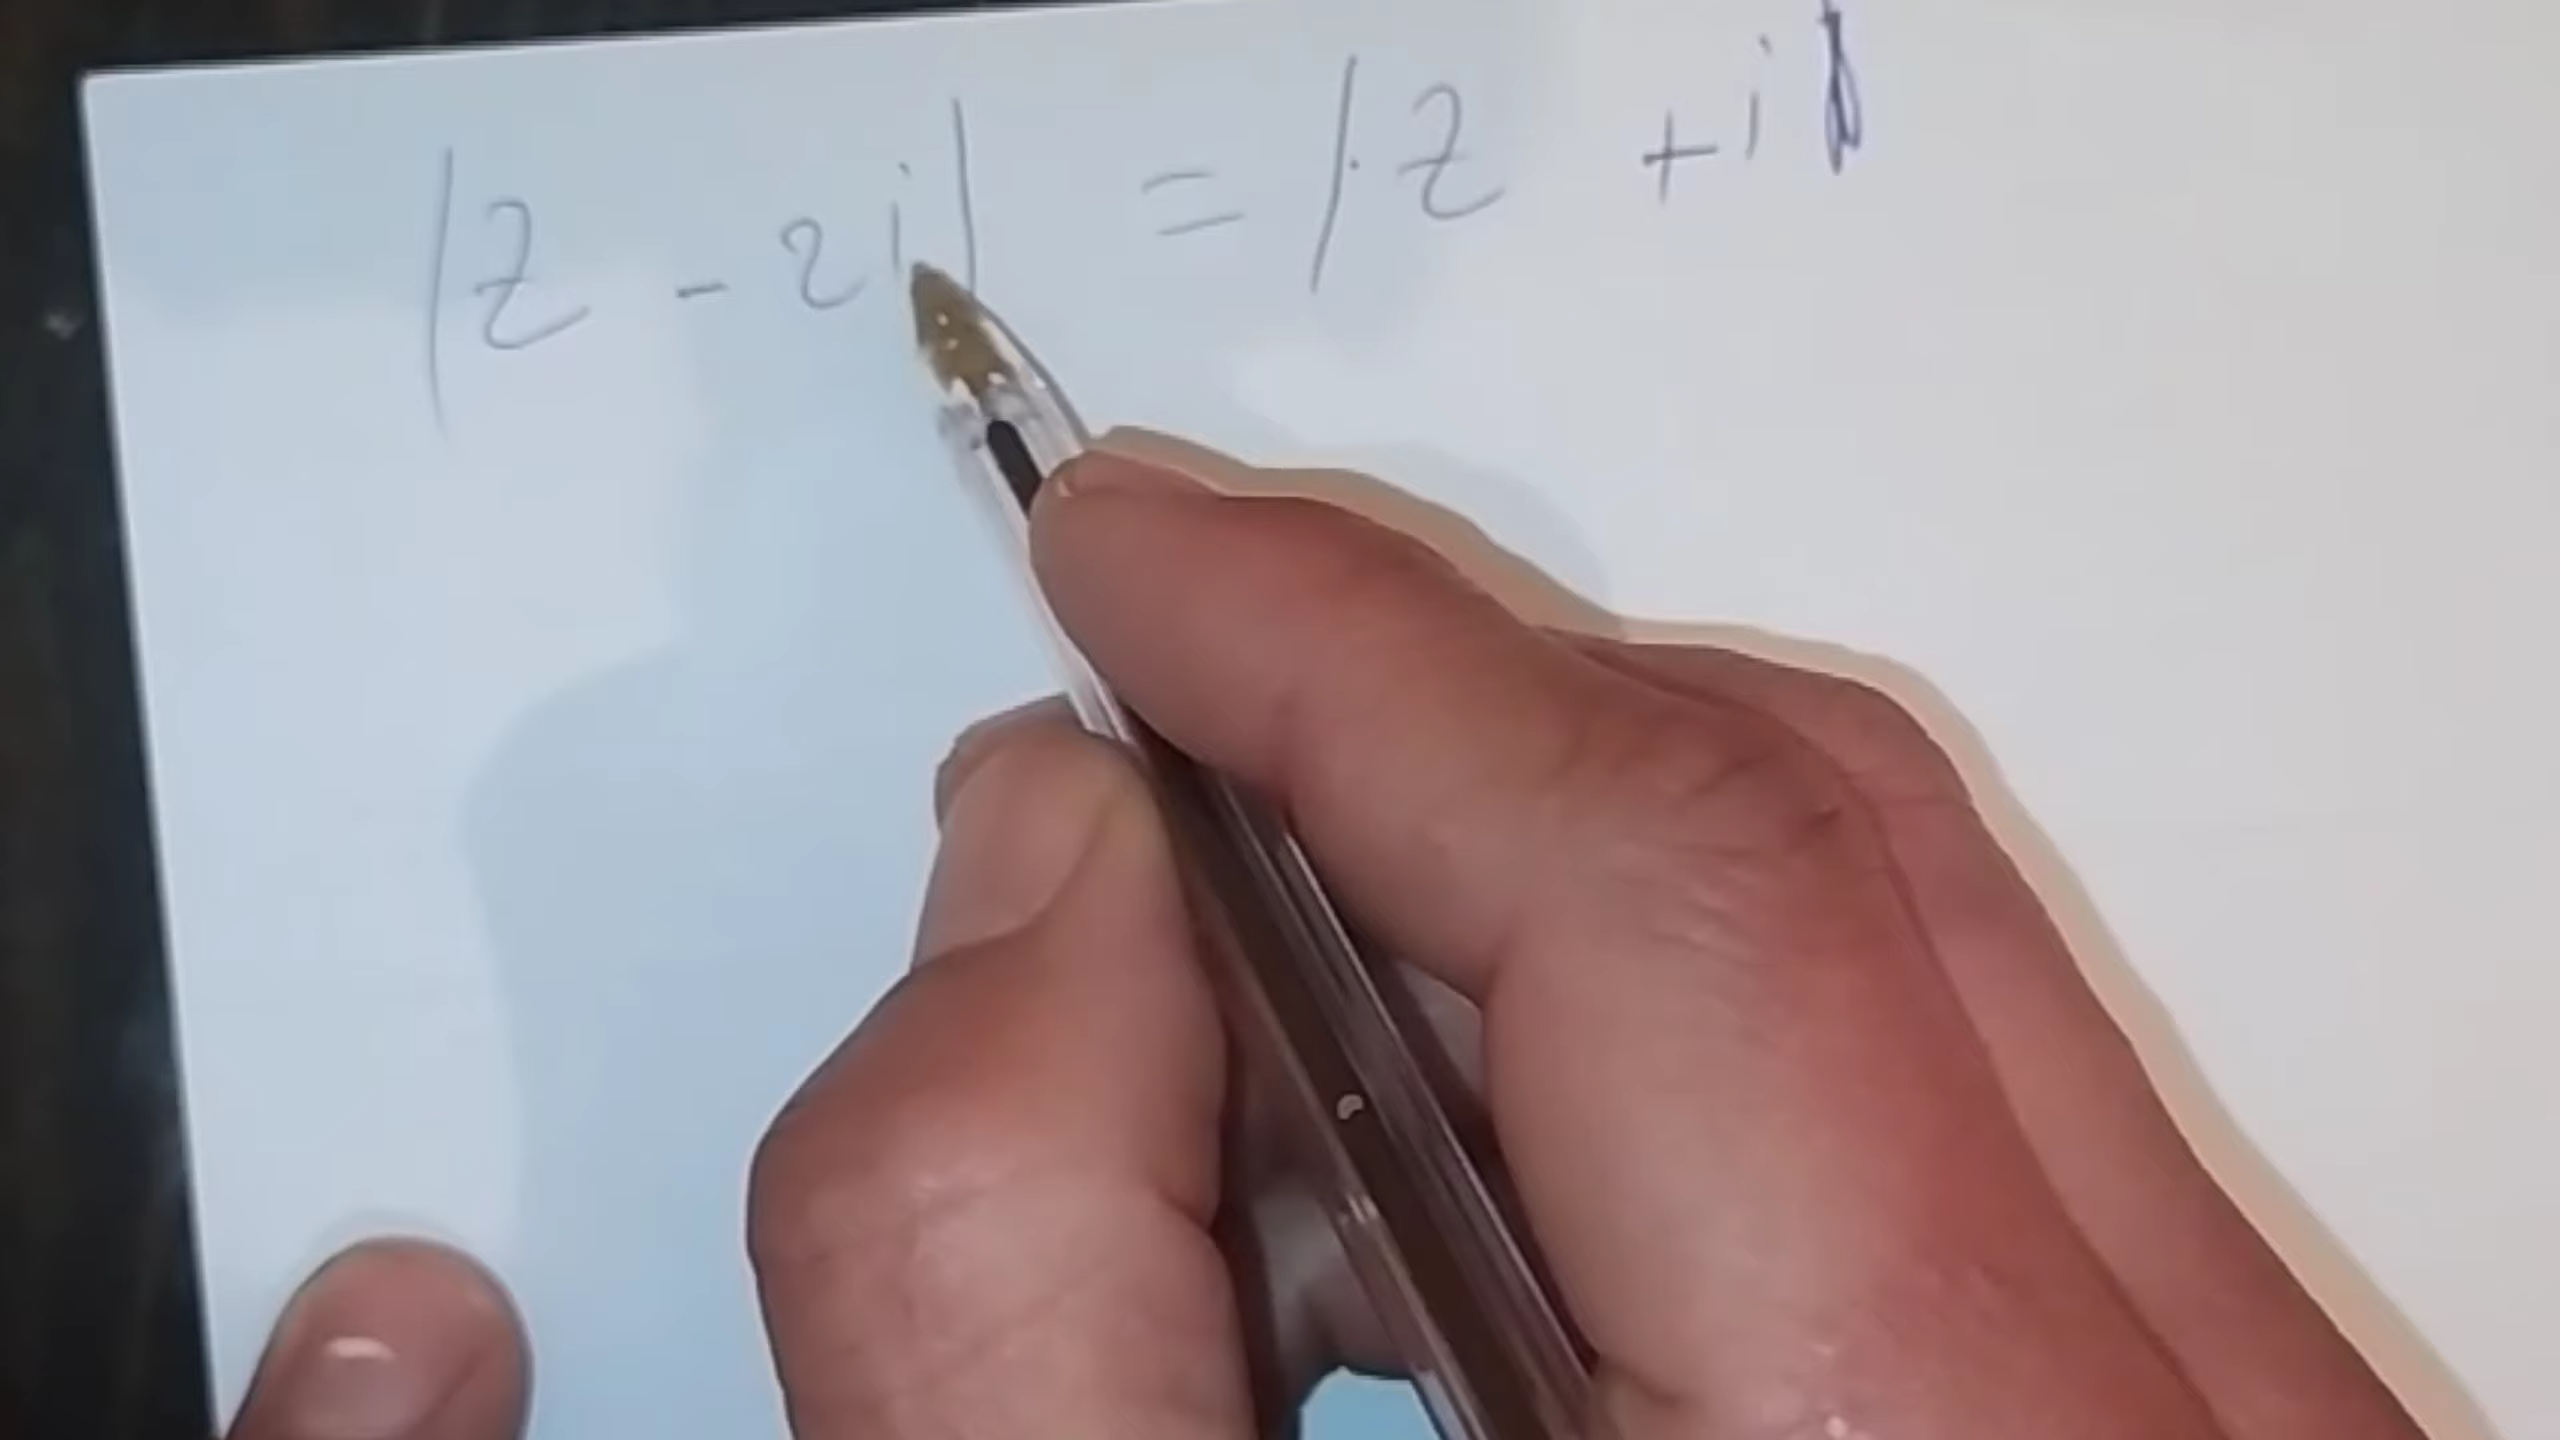 |z - 2i| = |z + i|